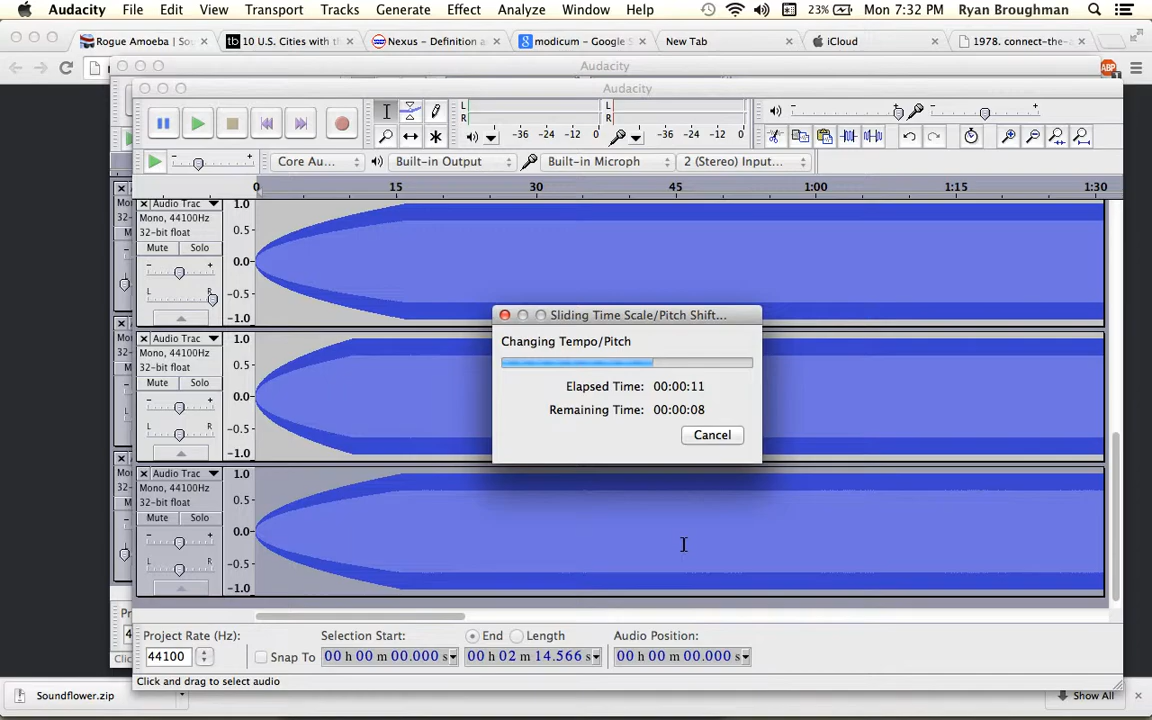 Audacity File Edit View Transport Tracks Generate Effect Analyze Window Help 23% Mon 7:32 PM Ryan Broughman
Rogue Amoeba | So
10 U.S. Cities with t
Nexus – Definition a
modicum - Google S
New Tab
iCloud
1978. connect-the-
ABP
Audacity
Audacity
L
R
-36 -24 -12 0
L
R
-36 -24 -12 0
Core Au... Built-in Output Built-in Microph 2 (Stereo) Input...
0 15 30 45 1:00 1:15 1:30
Audio Trac
Mono, 44100Hz
32-bit float
Mute Solo
- +
L R
1.0
0.5
0.0
-0.5
-1.0
Audio Trac
Mono, 44100Hz
32-bit float
Mute Solo
- +
L R
1.0
0.5
0.0
-0.5
-1.0
Audio Trac
Mono, 44100Hz
32-bit float
Mute Solo
- +
L R
1.0
0.5
0.0
-0.5
-1.0
Sliding Time Scale/Pitch Shift...
Changing Tempo/Pitch
Elapsed Time: 00:00:11
Remaining Time: 00:00:08
Cancel
Project Rate (Hz): Selection Start: End Length Audio Position:
44100 Snap To 00 h 00 m 00.000 s 00 h 02 m 14.566 s 00 h 00 m 00.000 s
Click and drag to select audio
Soundflower.zip Show All